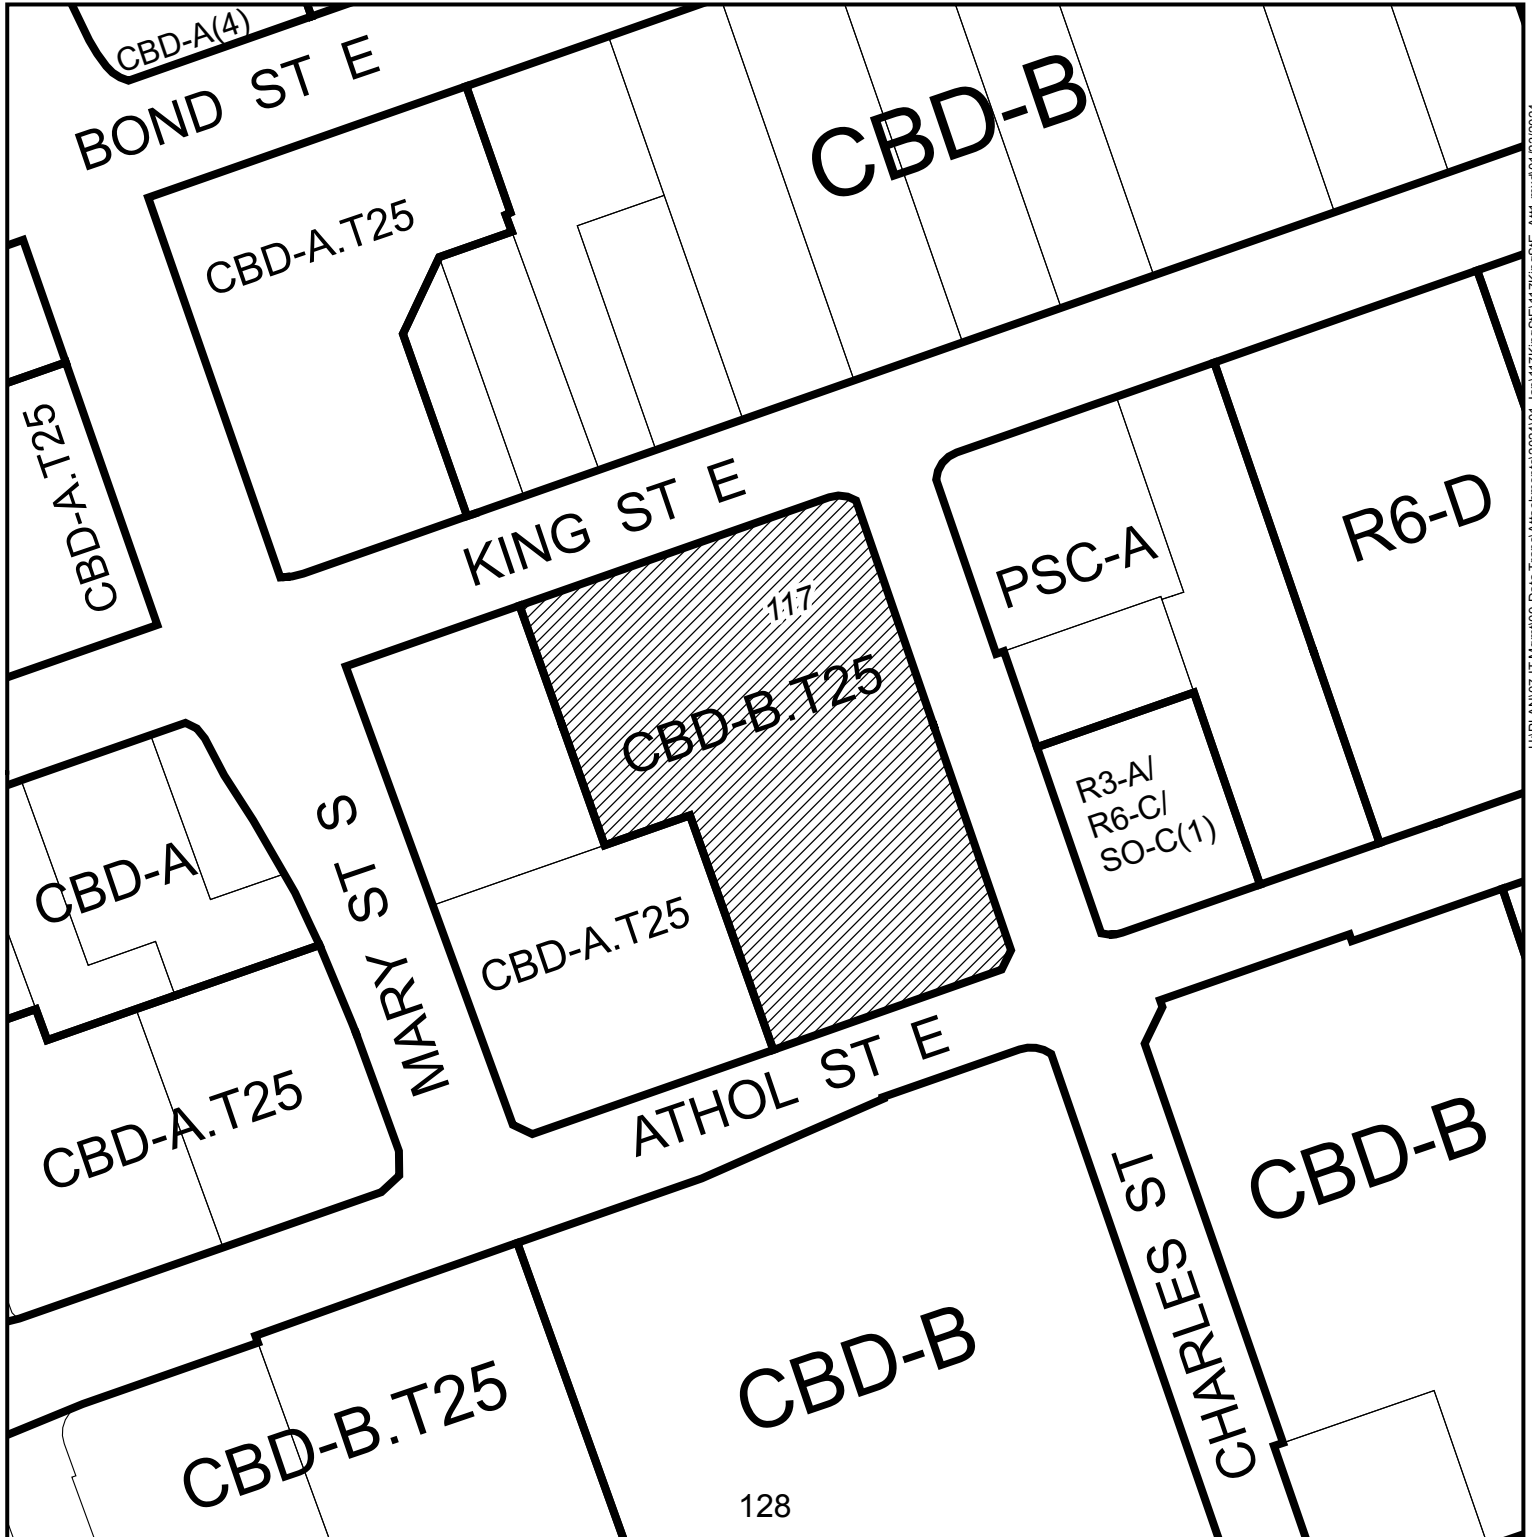 CBD-A(4)
BOND ST E
CBD-B
CBD-A.T25
CBD-A.T25
KING ST E
R6-D
PSC-A
117
CBD-B.T25
R3-A/
R6-C/
SO-C(1)
MARY ST S
CBD-A
CBD-A.T25
ATHOL ST E
CBD-A.T25
CHARLES ST
CBD-B
CBD-B
CBD-B.T25
128